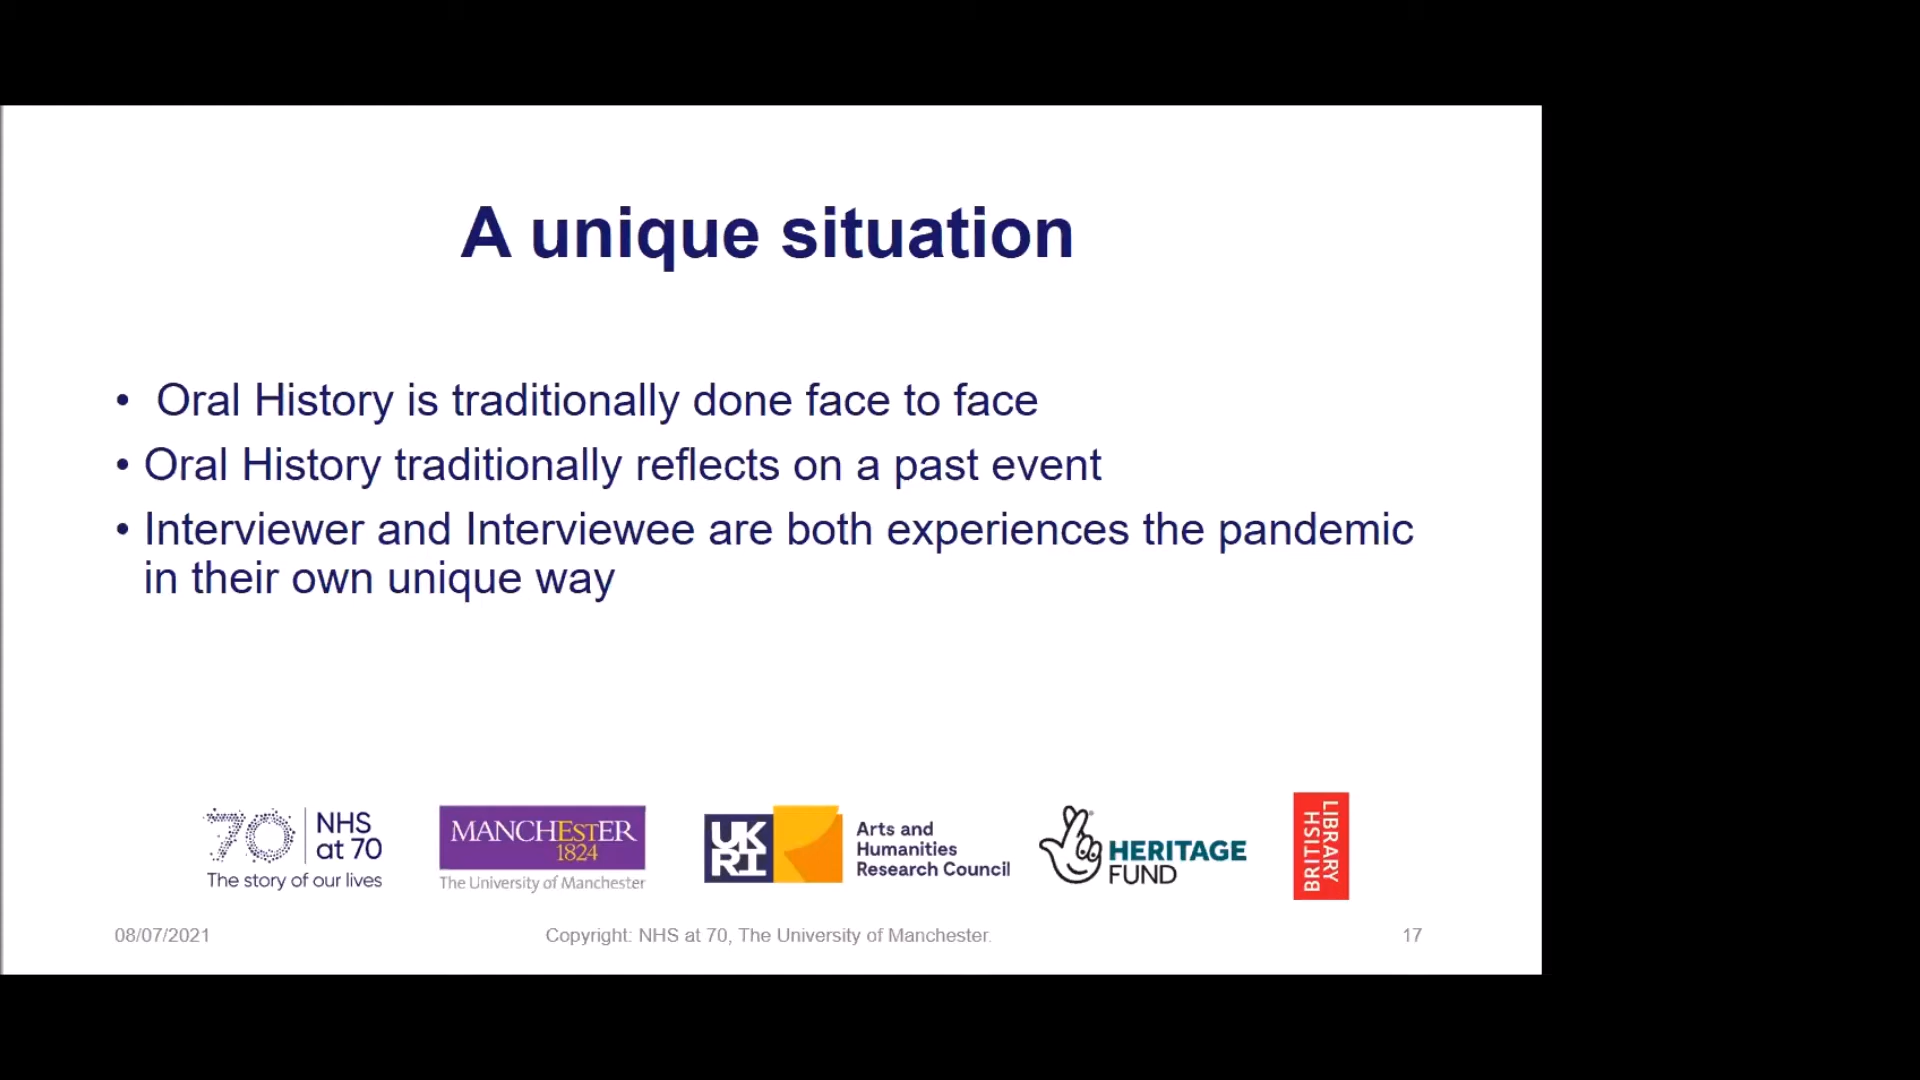 A unique situation
• Oral History is traditionally done face to face
• Oral History traditionally reflects on a past event
• Interviewer and Interviewee are both experiences the pandemic
in their own unique way
70 NHS
at 70
The story of our lives
MANCHESTER
1824
The University of Manchester
UK
RI
Arts and
Humanities
Research Council
HERITAGE
FUND
BRITISH
LIBRARY
08/07/2021
Copyright: NHS at 70, The University of Manchester.
17